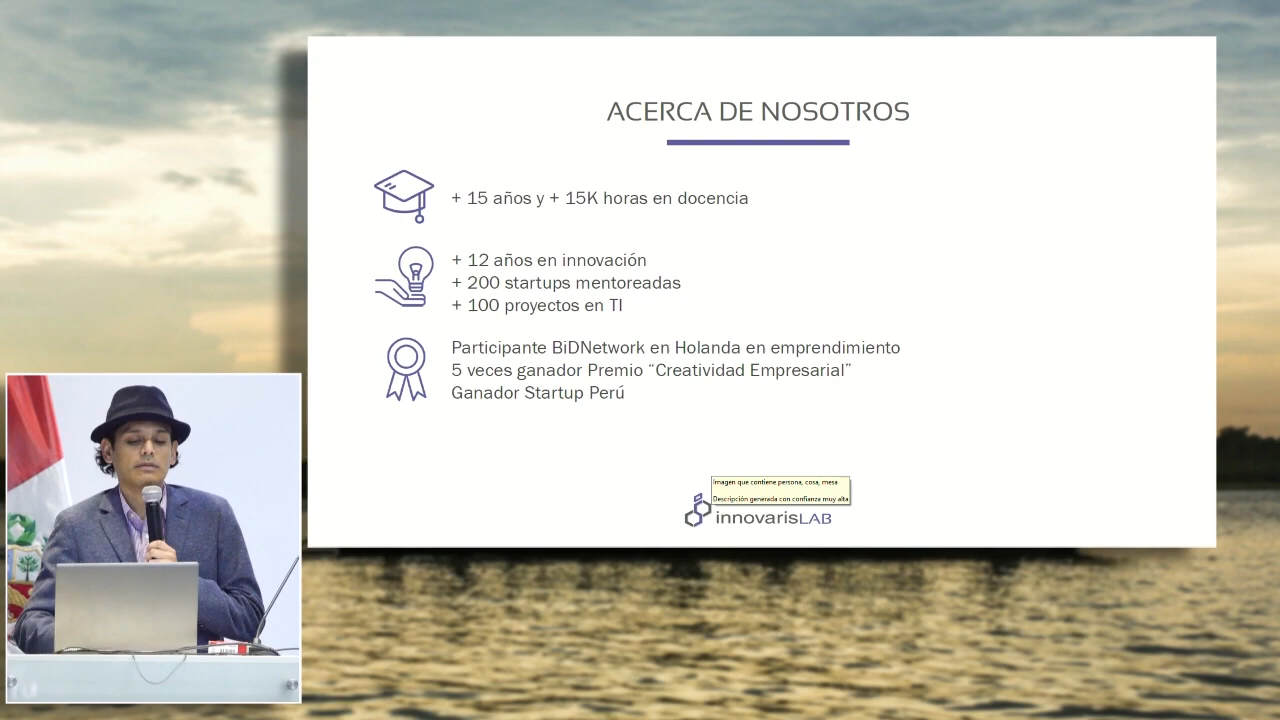 ACERCA DE NOSOTROS
+ 15 años y + 15K horas en docencia
+ 12 años en innovación
+ 200 startups mentoreadas
+ 100 proyectos en TI
Participante BiDNetwork en Holanda en emprendimiento
5 veces ganador Premio “Creatividad Empresarial”
Ganador Startup Perú
Imagen que contiene persona, cosa, mesa
Descripción generada con confianza muy alta
innovarisLAB